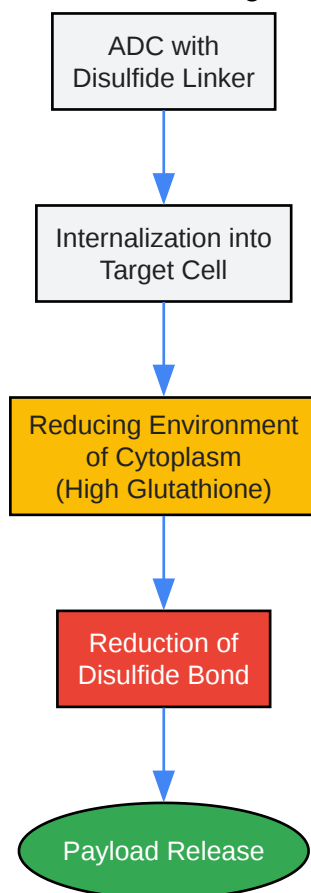 ADC with
Disulfide Linker
Internalization into
Target Cell
Reducing Environment
of Cytoplasm
(High Glutathione)
Reduction of
Disulfide Bond
Payload Release